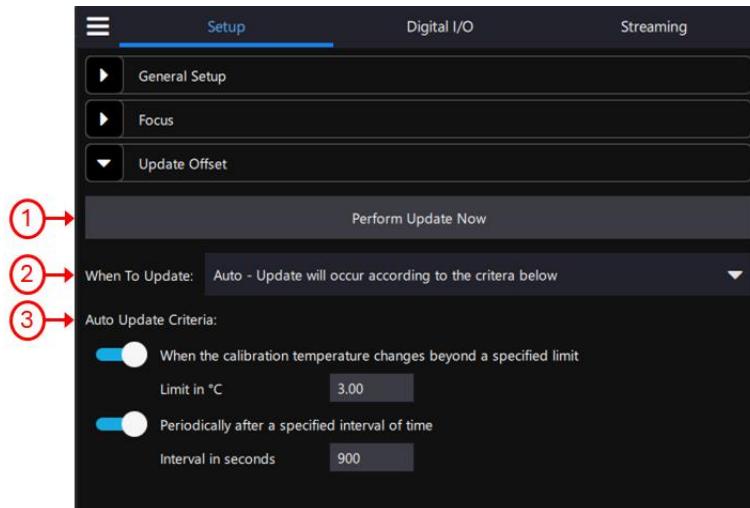 Setup Digital I/O Streaming
General Setup
Focus
Update Offset
1 Perform Update Now
2 When To Update: Auto - Update will occur according to the critera below
3 Auto Update Criteria:
When the calibration temperature changes beyond a specified limit
Limit in °C 3.00
Periodically after a specified interval of time
Interval in seconds 900